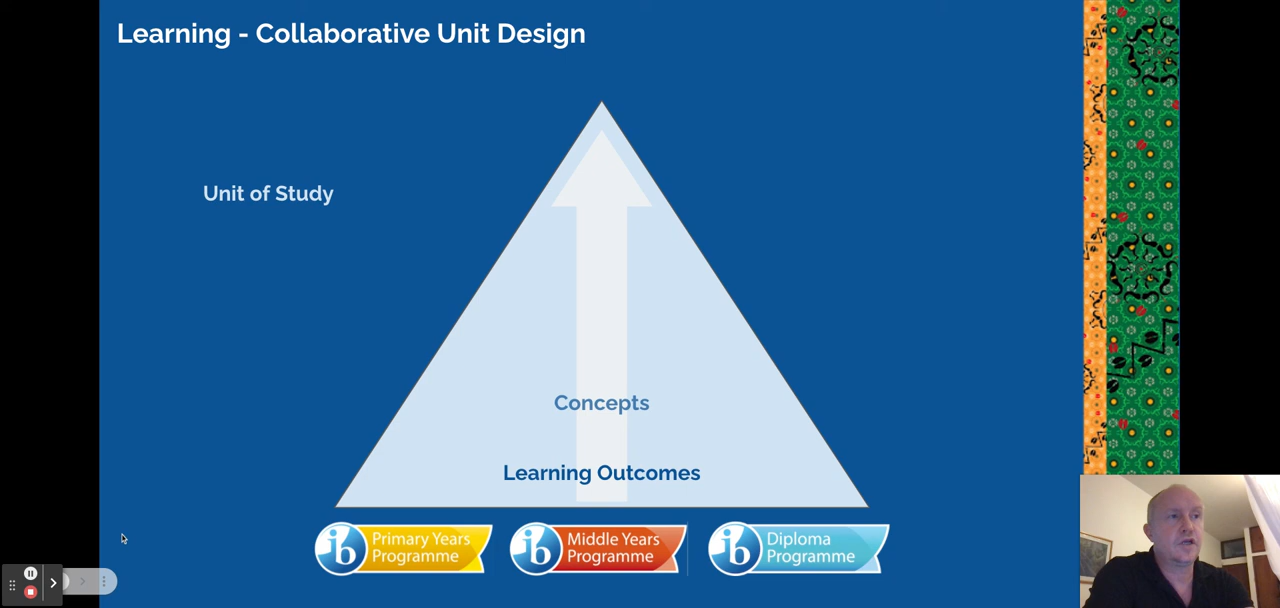 Learning - Collaborative Unit Design
Unit of Study
Concepts
Learning Outcomes
ib Primary Years
Programme
ib Middle Years
Programme
ib Diploma
Programme